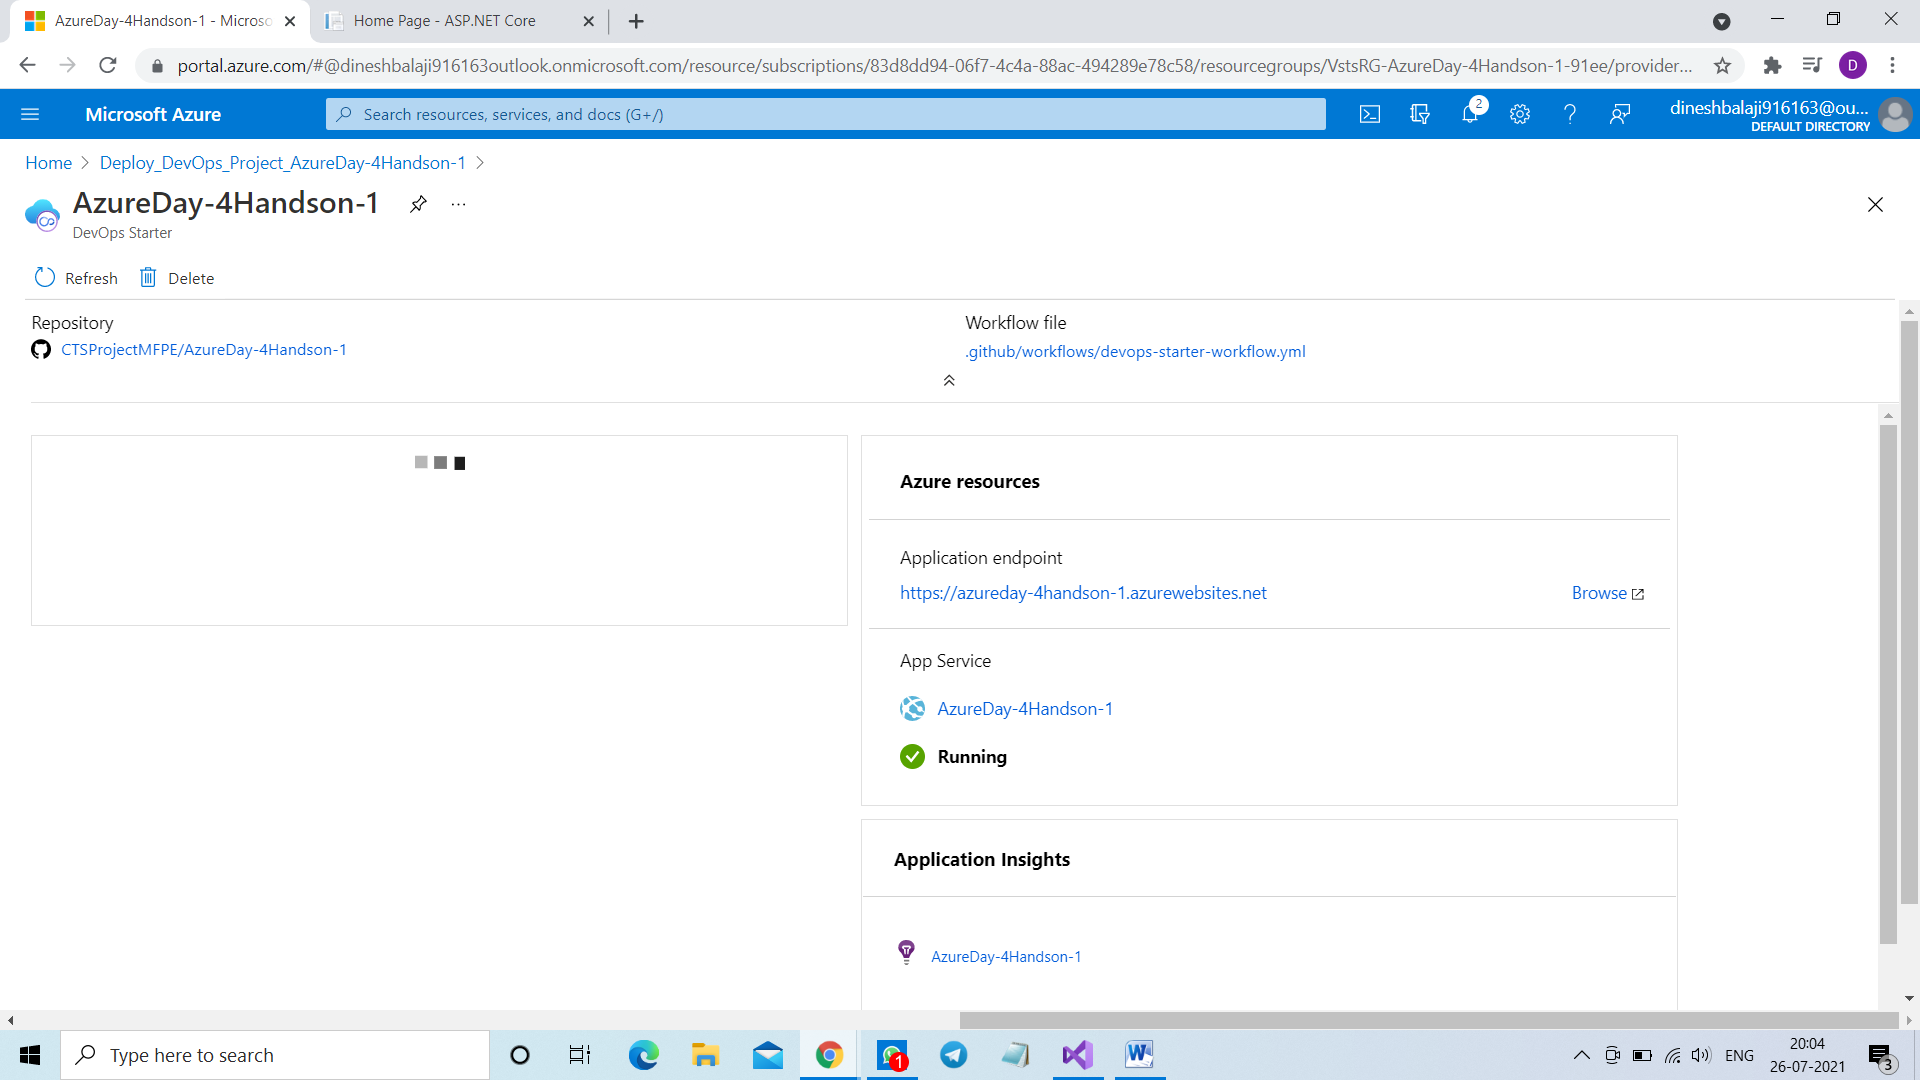 AzureDay-4Handson-1 - Microso
Home Page - ASP.NET Core
portal.azure.com/#@dineshbalaji916163outlook.onmicrosoft.com/resource/subscriptions/83d8dd94-06f7-4c4a-88ac-494289e78c58/resourcegroups/VstsRG-AzureDay-4Handson-1-91ee/provider...
D
Microsoft Azure
Search resources, services, and docs (G+/)
2
dineshbalaji916163@ou...
DEFAULT DIRECTORY
Home
Deploy_DevOps_Project_AzureDay-4Handson-1
AzureDay-4Handson-1
DevOps Starter
Refresh
Delete
Repository
CTSProjectMFPE/AzureDay-4Handson-1
Workflow file
.github/workflows/devops-starter-workflow.yml
Azure resources
Application endpoint
https://azureday-4handson-1.azurewebsites.net
Browse
App Service
AzureDay-4Handson-1
Running
Application Insights
AzureDay-4Handson-1
Type here to search
1
ENG
20:04
26-07-2021
3